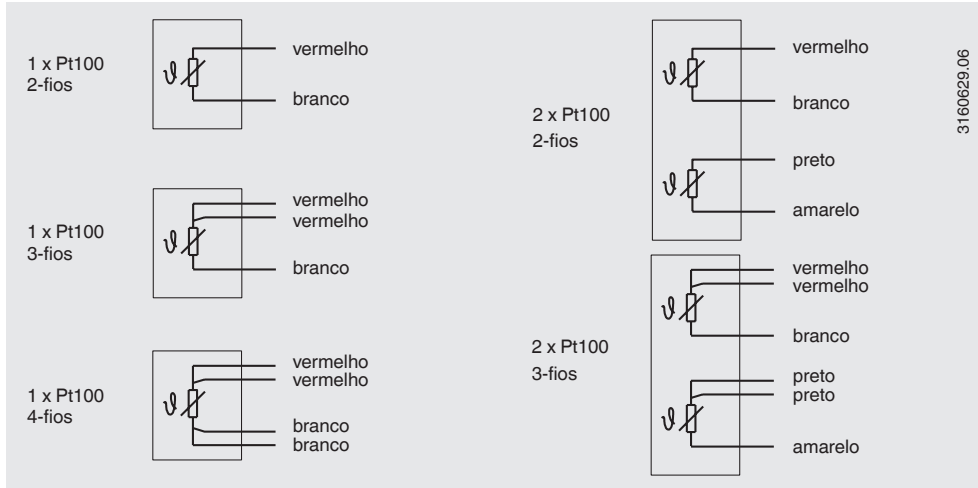 1 x Pt100
2-fios
ϑ
vermelho
branco
1 x Pt100
3-fios
ϑ
vermelho
vermelho
branco
1 x Pt100
4-fios
ϑ
vermelho
vermelho
branco
branco
2 x Pt100
2-fios
ϑ
vermelho
branco
ϑ
preto
amarelo
2 x Pt100
3-fios
ϑ
vermelho
vermelho
branco
ϑ
preto
preto
amarelo
3160629.06